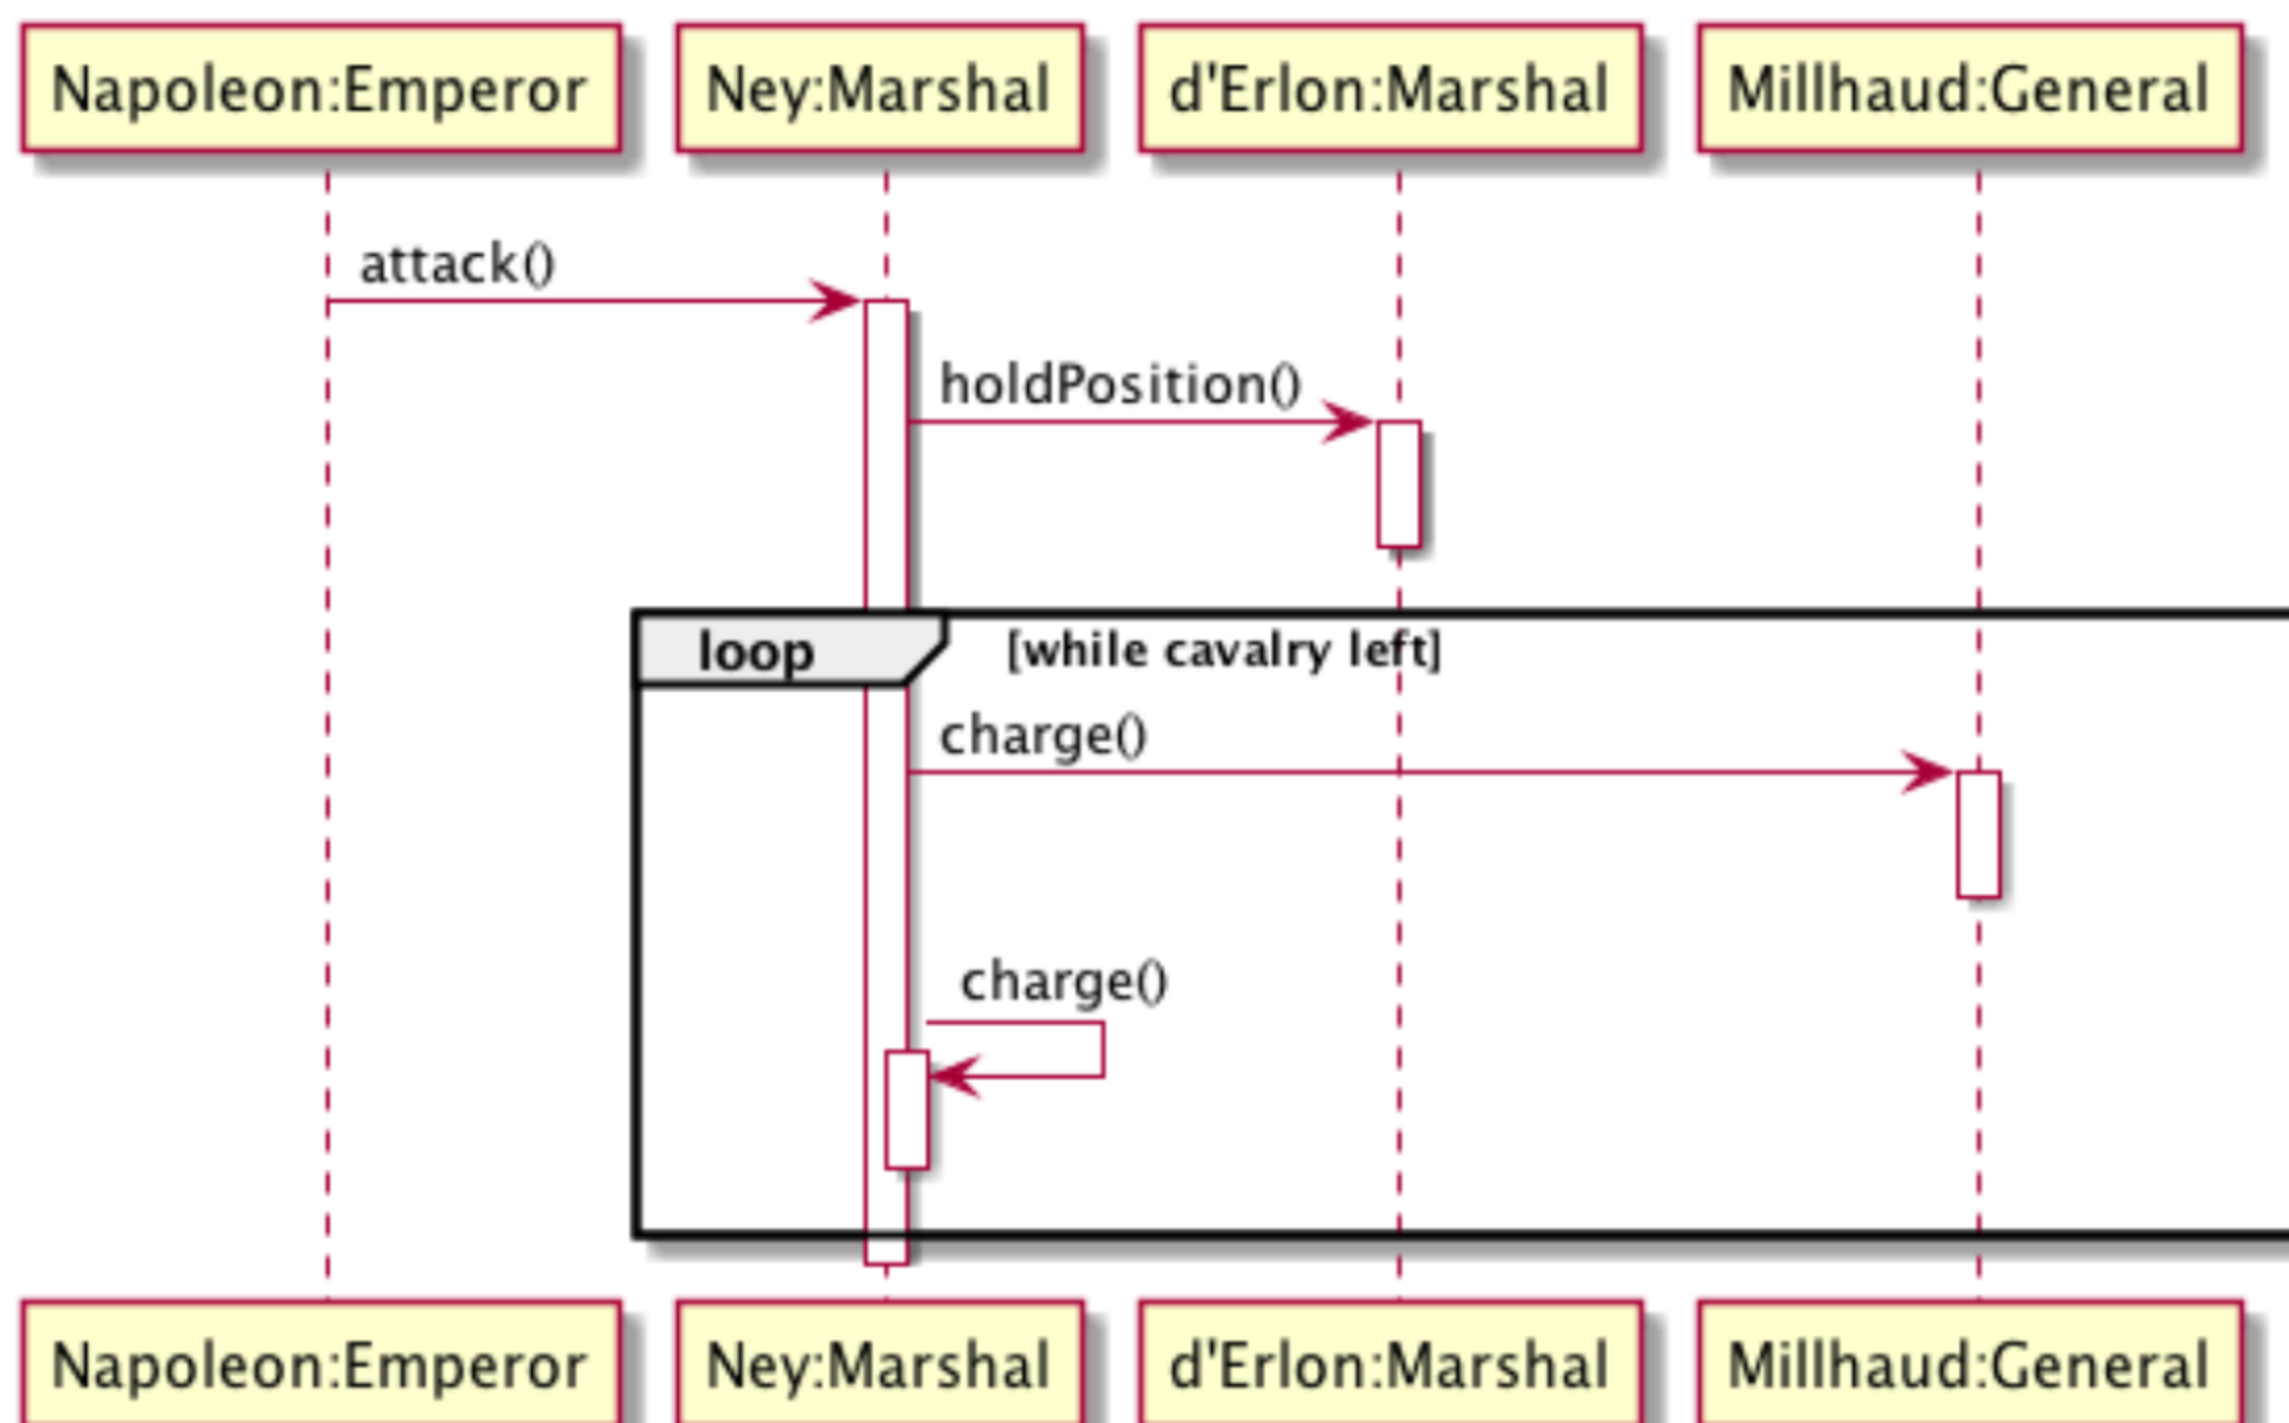 Napoleon:Emperor
Ney:Marshal
d'Erlon:Marshal
Millhaud:General
attack()
holdPosition()
loop
[while cavalry left]
charge()
charge()
Napoleon:Emperor
Ney:Marshal
d'Erlon:Marshal
Millhaud:General